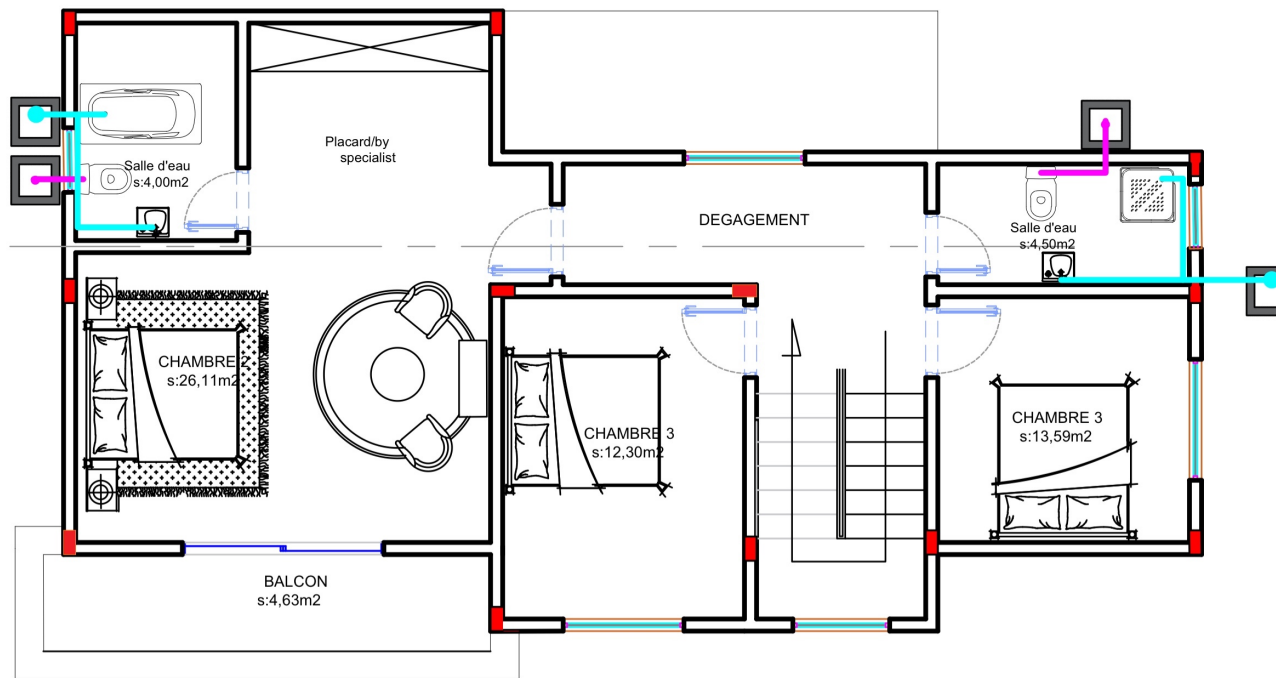 Placard/by
specialist
Salle d'eau
s:4,00m2
DEGAGEMENT
Salle d'eau
s:4,50m2
CHAMBRE 2
s:26,11m2
CHAMBRE 3
s:12,30m2
CHAMBRE 3
s:13,59m2
BALCON
s:4,63m2